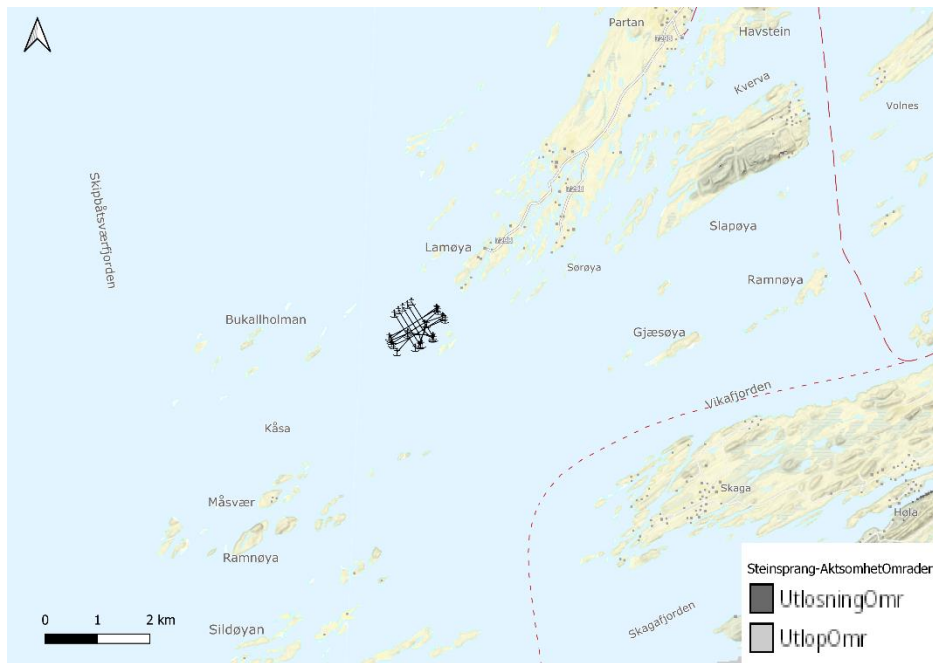 Partan
Havstein
Kverva
Volnes
Skipbåtsværfjorden
Lamøya
Slapøya
Sørøya
Ramnøya
Bukallholman
Gjæsøya
Vikafjorden
Kåsa
Måsvær
Skaga
Høla
Ramnøya
Steinsprang-AktsomhetOmrader
UtlosningOmr
UtlopOmr
Skagafjorden
Sildøyan
0 1 2 km